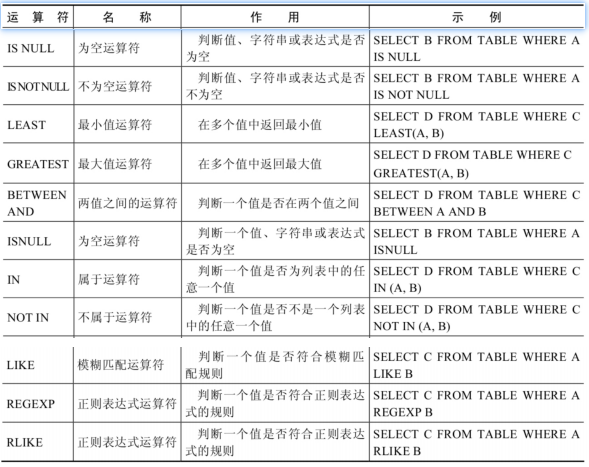 运 算 符 名 称 作 用 示 例
IS NULL 为空运算符 判断值、字符串或表达式是否 SELECT B FROM TABLE WHERE A
为空 IS NULL
IS NOT NULL 不为空运算符 判断值、字符串或表达式是否 SELECT B FROM TABLE WHERE A
不为空 IS NOT NULL
LEAST 最小值运算符 在多个值中返回最小值 SELECT D FROM TABLE WHERE C
LEAST(A, B)
GREATEST 最大值运算符 在多个值中返回最大值 SELECT D FROM TABLE WHERE C
GREATEST(A, B)
BETWEEN 两值之间的运算符 判断一个值是否在两个值之间 SELECT D FROM TABLE WHERE C
AND BETWEEN A AND B
ISNULL 为空运算符 判断一个值、字符串或表达式 SELECT B FROM TABLE WHERE A
是否为空 ISNULL
IN 属于运算符 判断一个值是否为列表中的任 SELECT D FROM TABLE WHERE C
意一个值 IN (A, B)
NOT IN 不属于运算符 判断一个值是否不是一个列表 SELECT D FROM TABLE WHERE C
中的任意一个值 NOT IN (A, B)
LIKE 模糊匹配运算符 判断一个值是否符合模糊匹 SELECT C FROM TABLE WHERE A
配规则 LIKE B
REGEXP 正则表达式运算符 判断一个值是否符合正则表达 SELECT C FROM TABLE WHERE A
式的规则 REGEXP B
RLIKE 正则表达式运算符 判断一个值是否符合正则表达 SELECT C FROM TABLE WHERE A
式的规则 RLIKE B